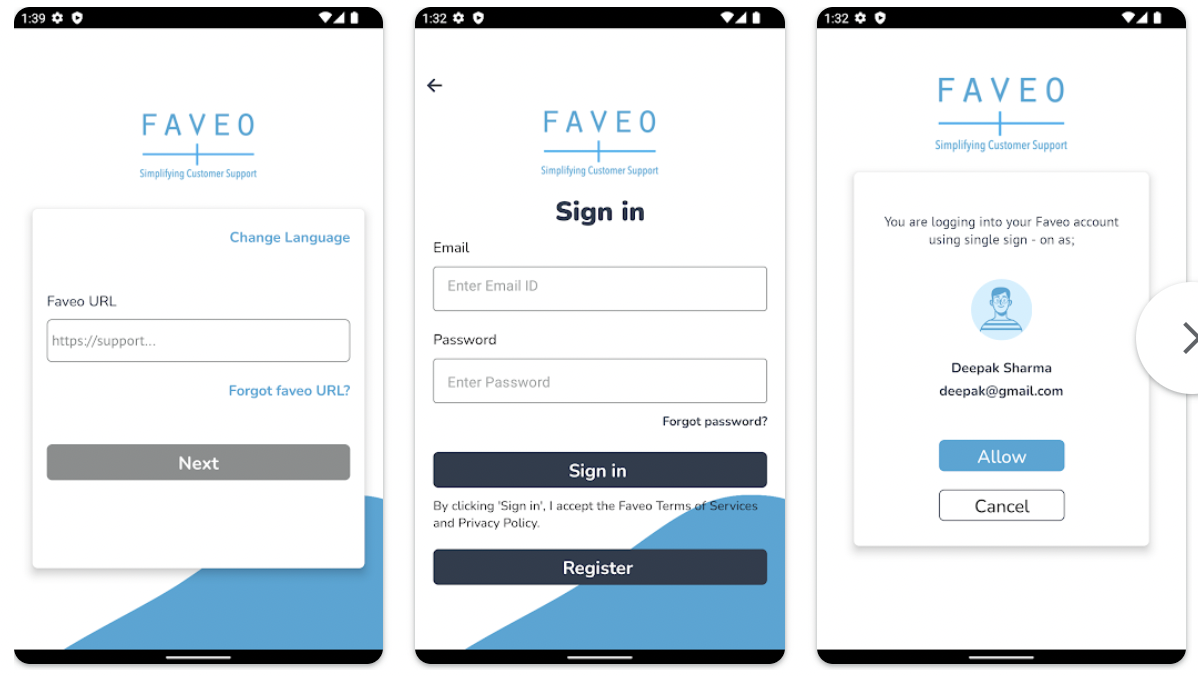 1:39
FAVEO
Simplifying Customer Support
Change Language
Faveo URL
https://support...
Forgot faveo URL?
Next
1:32
FAVEO
Simplifying Customer Support
Sign in
Email
Enter Email ID
Password
Enter Password
Forgot password?
Sign in
By clicking 'Sign in', I accept the Faveo Terms of Services
and Privacy Policy.
Register
1:32
FAVEO
Simplifying Customer Support
You are logging into your Faveo account
using single sign - on as;
Deepak Sharma
deepak@gmail.com
Allow
Cancel